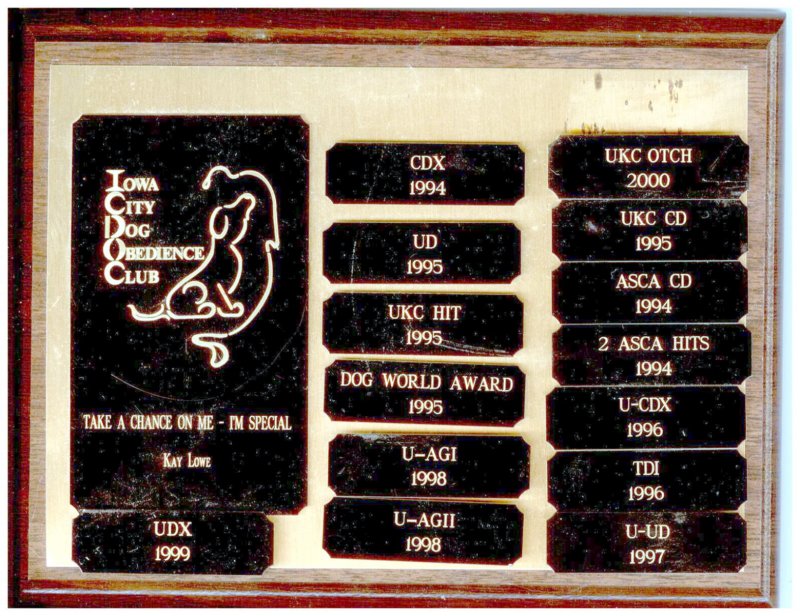 IOWA
CITY
DOG
OBEDIENCE
CLUB
TAKE A CHANCE ON ME - I'M SPECIAL
KAY LOWE
UDX
1999
CDX
1994
UD
1995
UKC HIT
1995
DOG WORLD AWARD
1995
U-AGI
1998
U-AGII
1998
UKC OTCH
2000
UKC CD
1995
ASCA CD
1994
2 ASCA HITS
1994
U-CDX
1996
TDI
1996
U-UD
1997